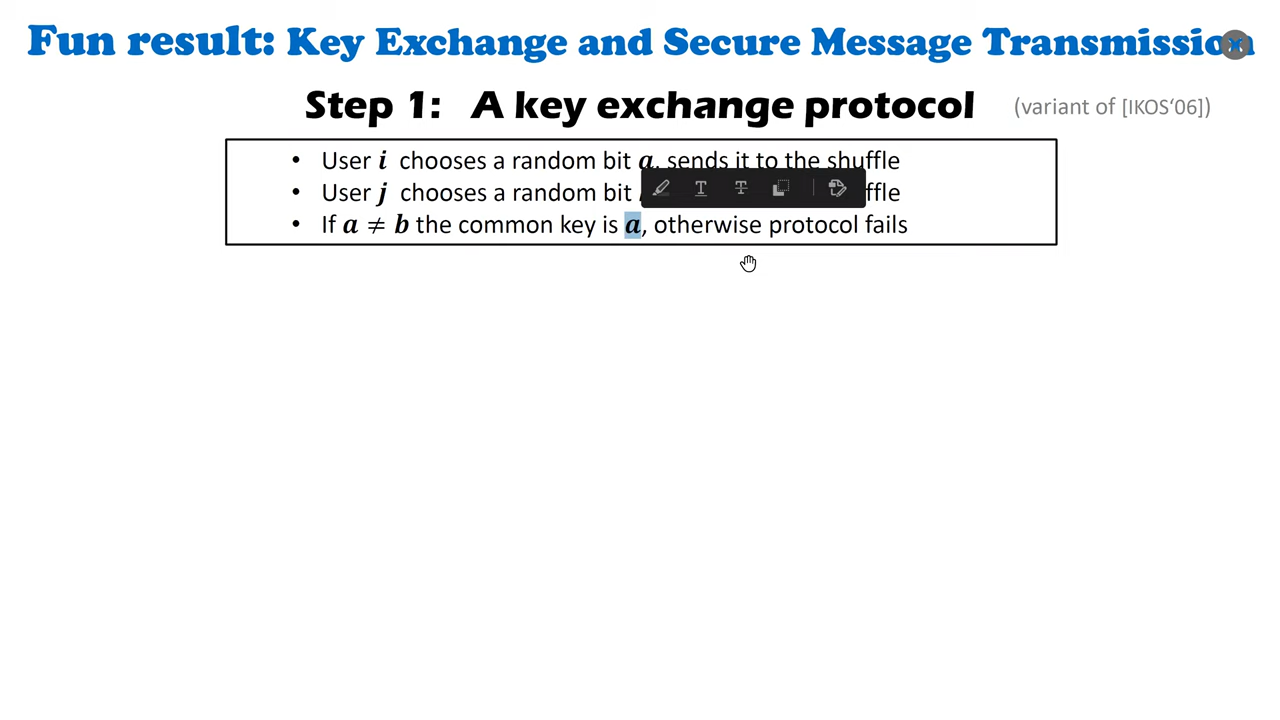 Fun result: Key Exchange and Secure Message Transmission
Step 1: A key exchange protocol (variant of [IKOS‘06])
• User i chooses a random bit a, sends it to the shuffle
• User j chooses a random bit
• If a ≠ b the common key is a, otherwise protocol fails